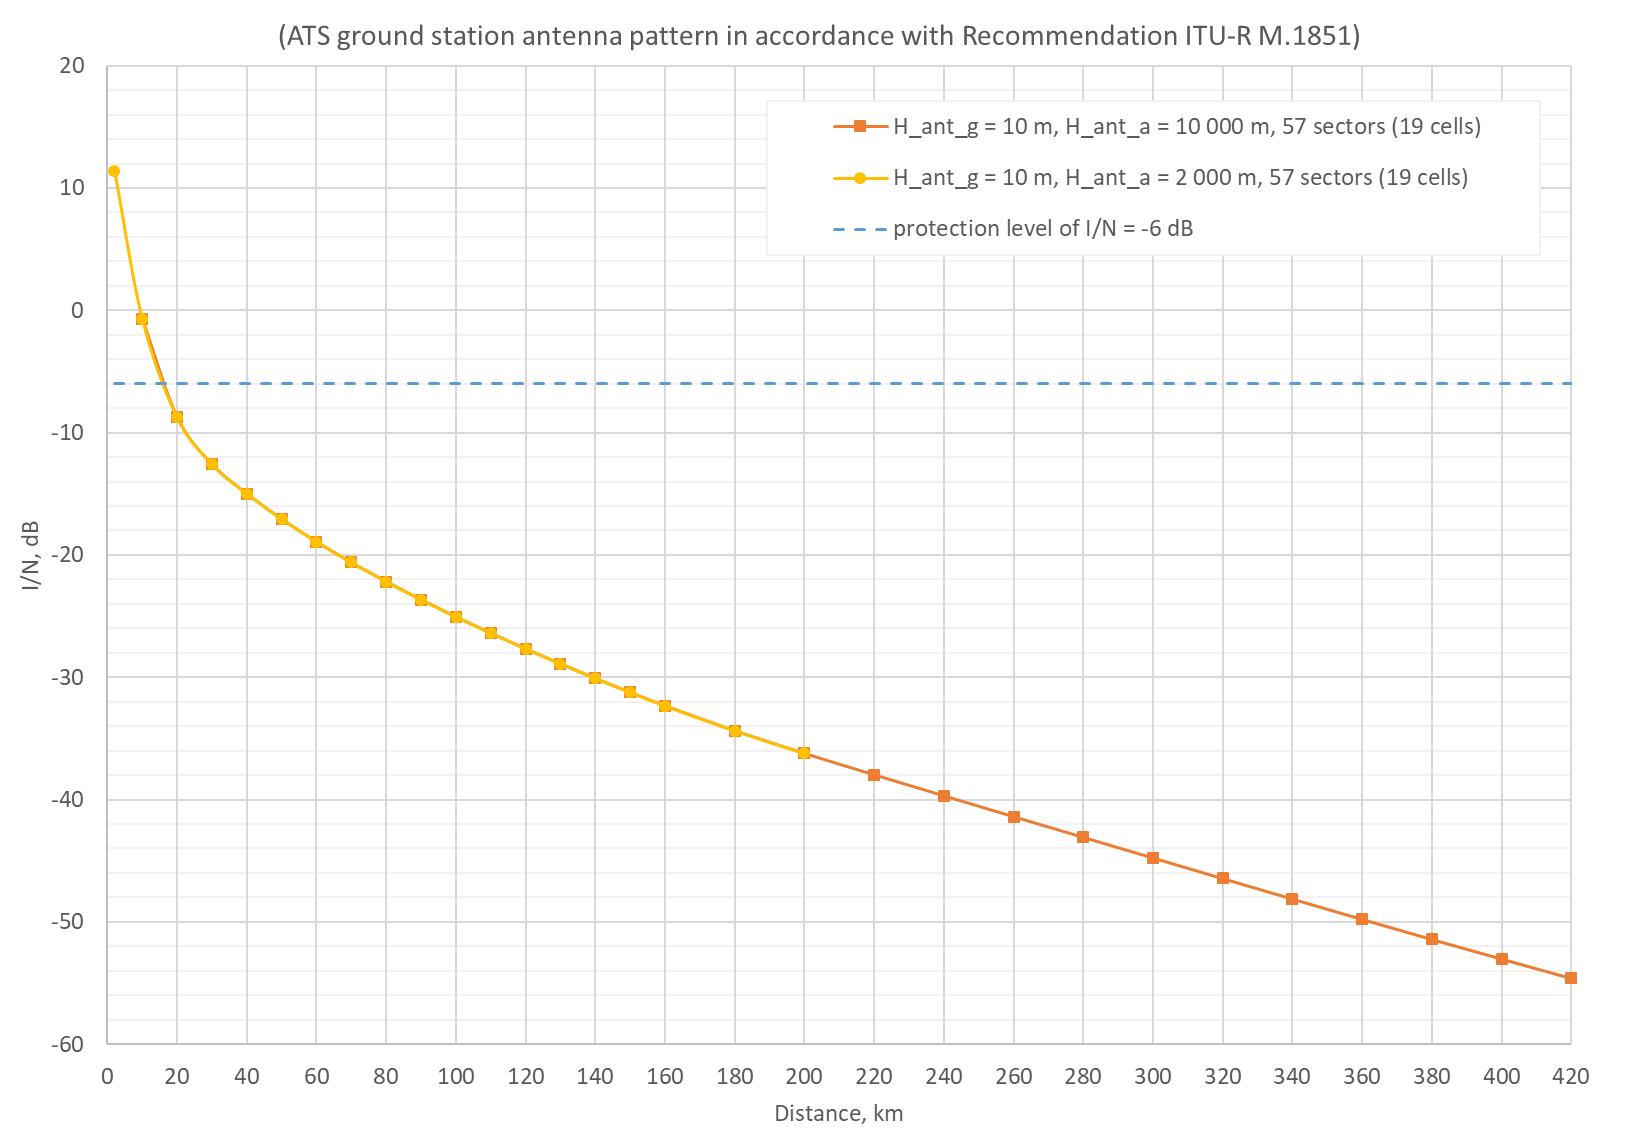 (ATS ground station antenna pattern in accordance with Recommendation ITU-R M.1851)
20
10
0
-10
-20
-30
-40
-50
-60
I/N, dB
H_ant_g = 10 m, H_ant_a = 10 000 m, 57 sectors (19 cells)
H_ant_g = 10 m, H_ant_a = 2 000 m, 57 sectors (19 cells)
protection level of I/N = -6 dB
0 20 40 60 80 100 120 140 160 180 200 220 240 260 280 300 320 340 360 380 400 420
Distance, km